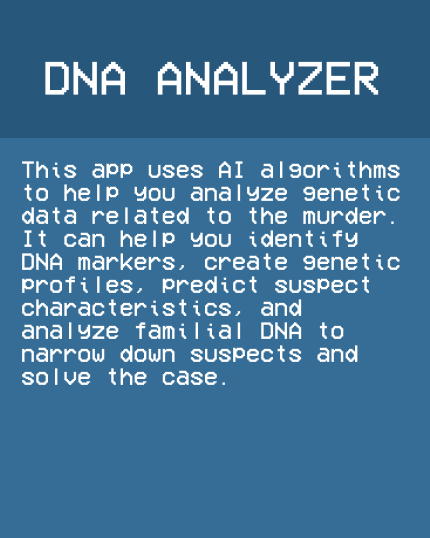 DNA ANALYZER
This app uses AI algorithms
to help you analyze genetic
data related to the murder.
It can help you identify
DNA markers, create genetic
profiles, predict suspect
characteristics, and
analyze familial DNA to
narrow down suspects and
solve the case.